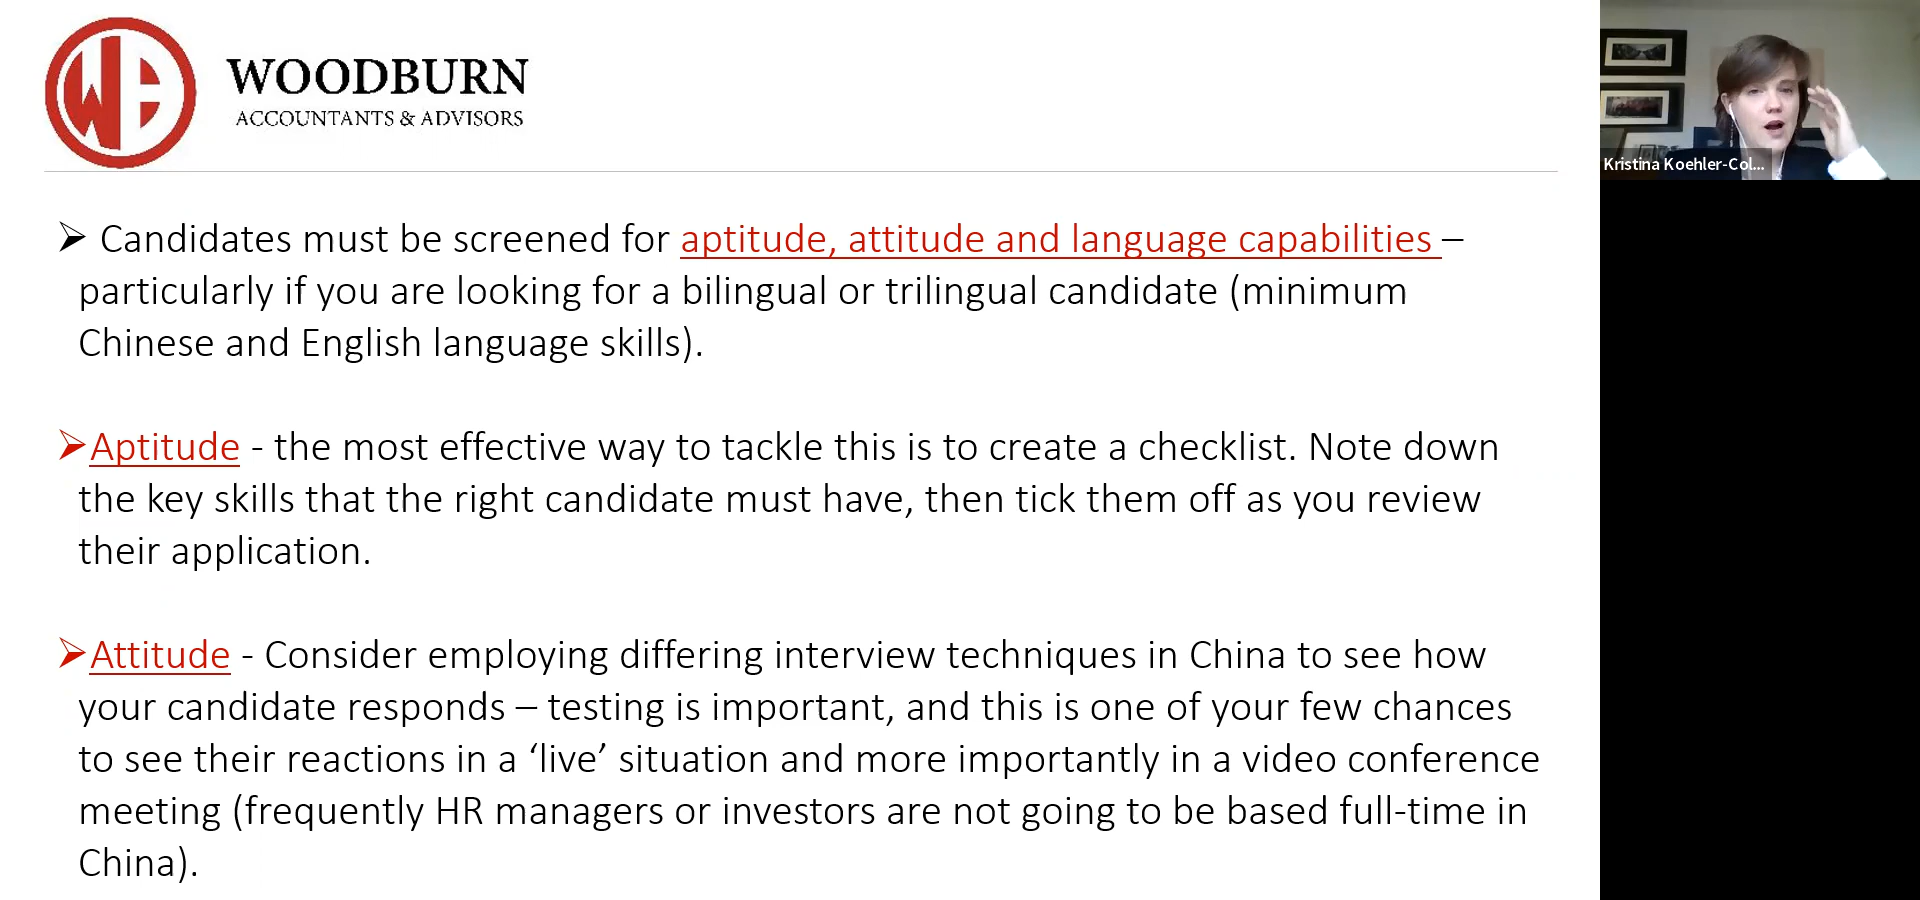 WOODBURN
ACCOUNTANTS & ADVISORS
Kristina Koehler-Col...
➢ Candidates must be screened for aptitude, attitude and language capabilities –
particularly if you are looking for a bilingual or trilingual candidate (minimum
Chinese and English language skills).
➢Aptitude - the most effective way to tackle this is to create a checklist. Note down
the key skills that the right candidate must have, then tick them off as you review
their application.
➢Attitude - Consider employing differing interview techniques in China to see how
your candidate responds – testing is important, and this is one of your few chances
to see their reactions in a ‘live’ situation and more importantly in a video conference
meeting (frequently HR managers or investors are not going to be based full-time in
China).